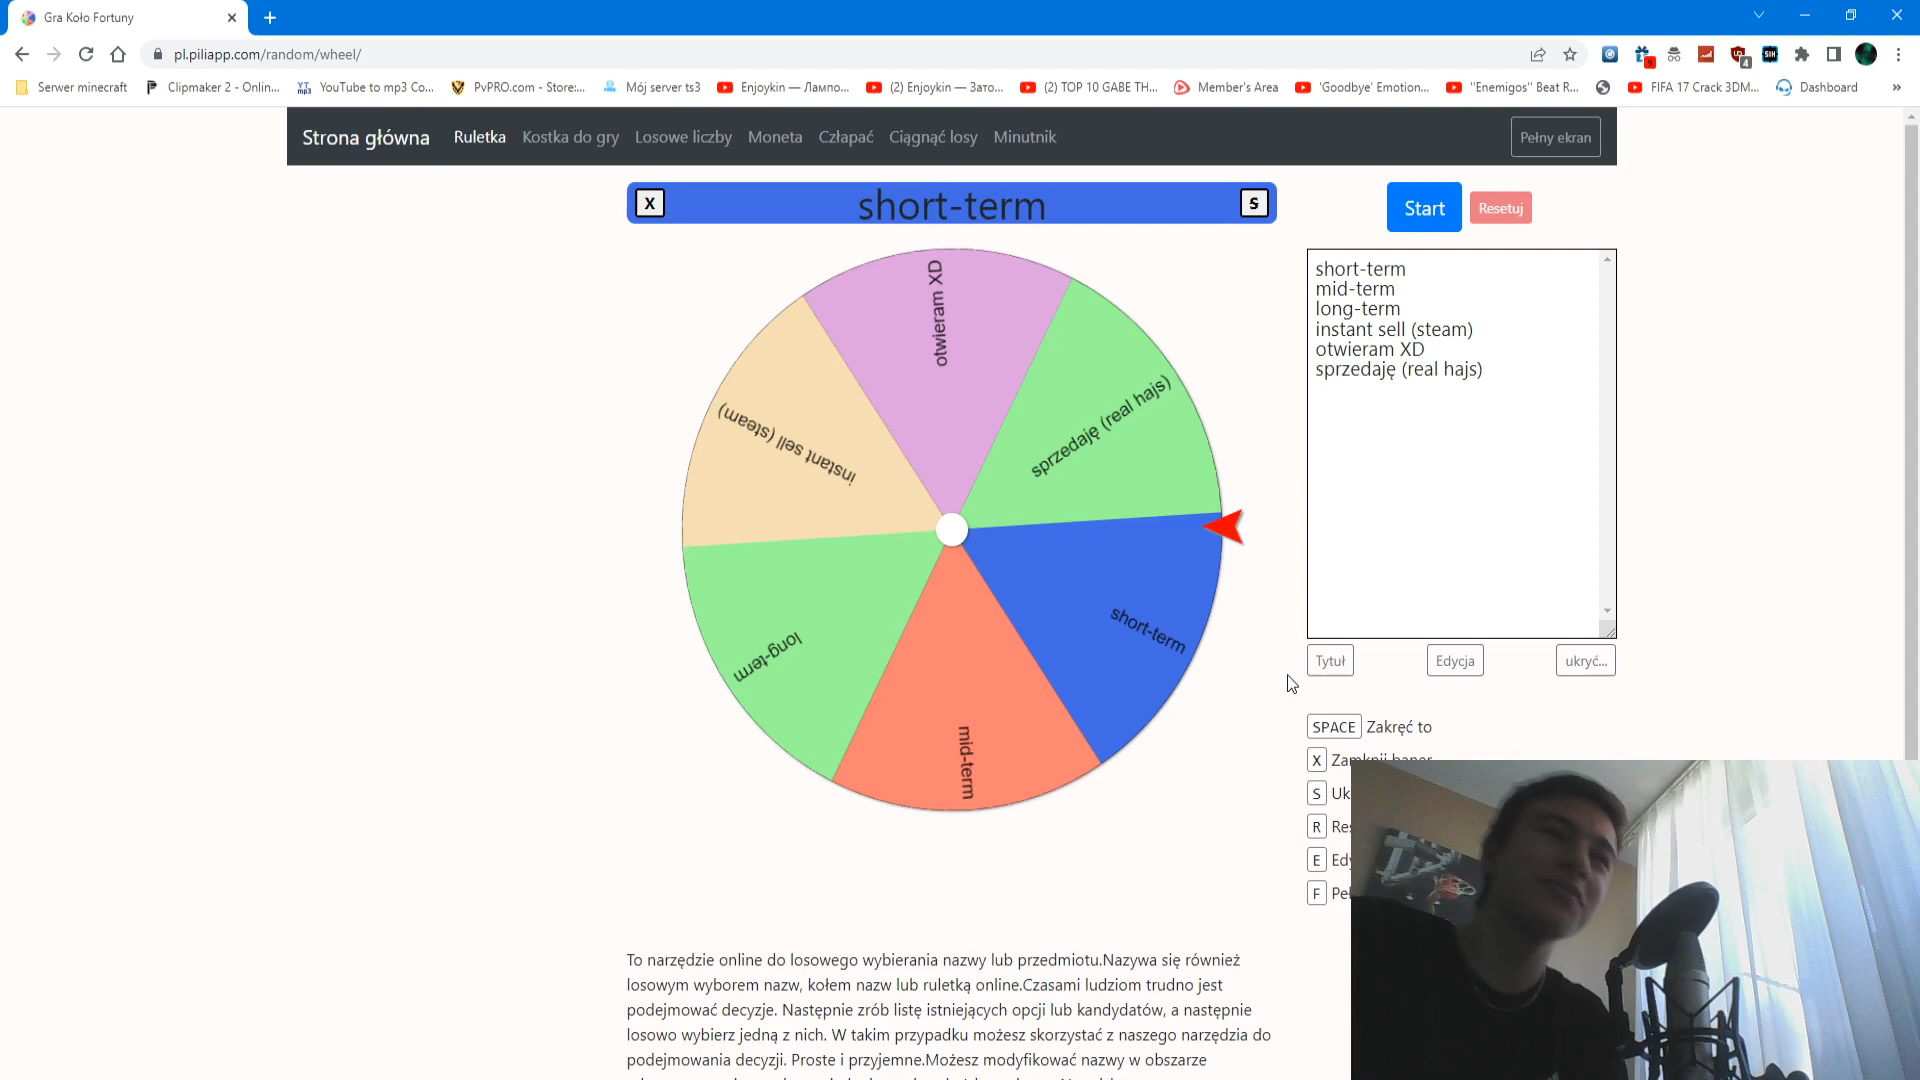 Gra Koło Fortuny
pl.piliapp.com/random/wheel/
Serwer minecraft
Clipmaker 2 - Onlin...
YouTube to mp3 Co...
PvPRO.com - Store:...
Mój server ts3
Enjoykin — Лампо...
(2) Enjoykin — Зато...
(2) TOP 10 GABE TH...
Member's Area
'Goodbye' Emotion...
"Enemigos" Beat R...
FIFA 17 Crack 3DM...
Dashboard
»
Strona główna
Ruletka
Kostka do gry
Losowe liczby
Moneta
Człapać
Ciągnąć losy
Minutnik
Pełny ekran
X
short-term
S
Start
Resetuj
otwieram XD
sprzedaję (real hajs)
instant sell (steam)
short-term
long-term
mid-term
short-term
mid-term
long-term
instant sell (steam)
otwieram XD
sprzedaję (real hajs)
Tytuł
Edycja
ukryć...
SPACE Zakręć to
X Zamknij baner
S Uk
R Res
E Edy
F Peł
To narzędzie online do losowego wybierania nazwy lub przedmiotu.Nazywa się również
losowym wyborem nazw, kołem nazw lub ruletką online.Czasami ludziom trudno jest
podejmować decyzje. Następnie zrób listę istniejących opcji lub kandydatów, a następnie
losowo wybierz jedną z nich. W takim przypadku możesz skorzystać z naszego narzędzia do
podejmowania decyzji. Proste i przyjemne.Możesz modyfikować nazwy w obszarze